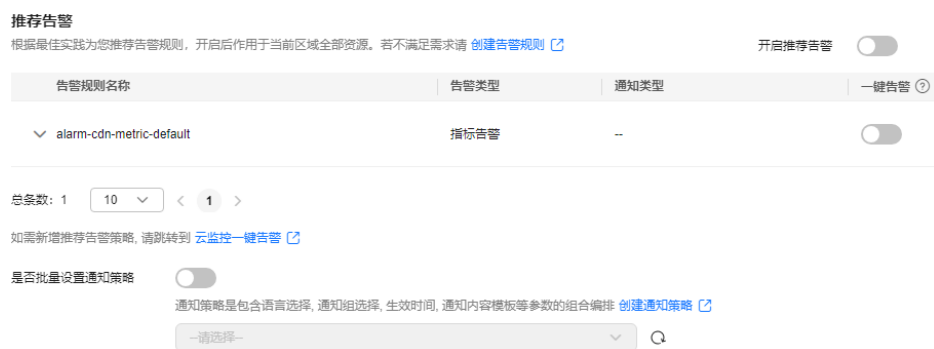 推荐告警
根据最佳实践为您推荐告警规则，开启后作用于当前区域全部资源。若不满足需求请 创建告警规则 开启推荐告警
告警规则名称 告警类型 通知类型 一键告警
alarm-cdn-metric-default 指标告警 --
总条数：1 10 < 1 >
如需新增推荐告警策略, 请跳转到 云监控一键告警
是否批量设置通知策略
通知策略是包含语言选择, 通知组选择, 生效时间, 通知内容模板等参数的组合编排 创建通知策略
--请选择--